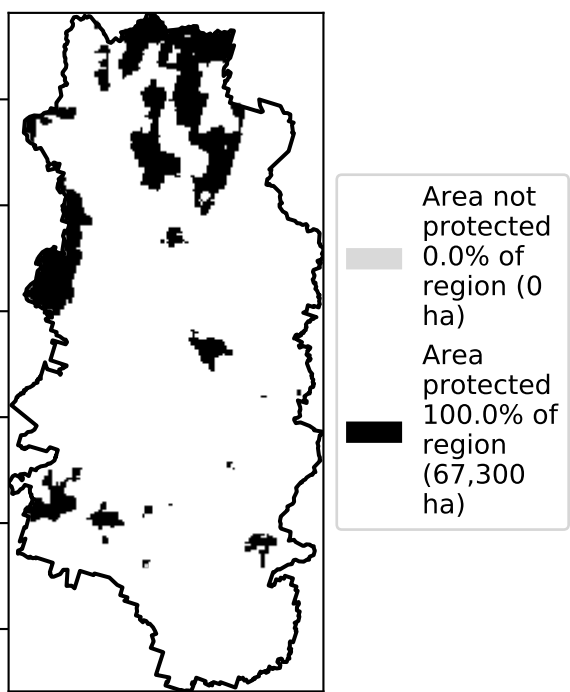 Area not
protected
0.0% of
region (0
ha)
Area
protected
100.0% of
region
(67,300
ha)